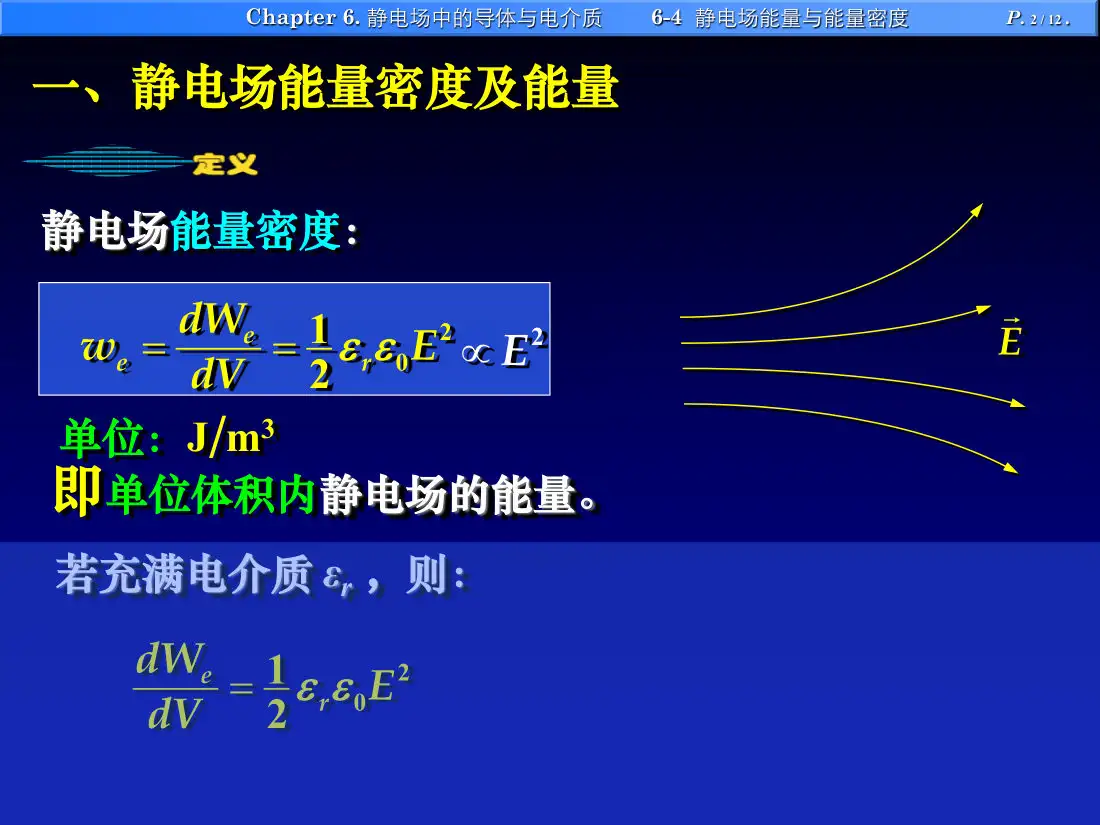 Chapter 6. 静电场中的导体与电介质 6-4 静电场能量与能量密度 P. 2 / 12 .
一、静电场能量密度及能量
定义
静电场能量密度：
w_e = dW_e/dV = 1/2 ε_r ε_0 E² ∝ E²
E⃗
单位：J/m³
即单位体积内静电场的能量。
若充满电介质 ε_r ，则：
dW_e/dV = 1/2 ε_r ε_0 E²